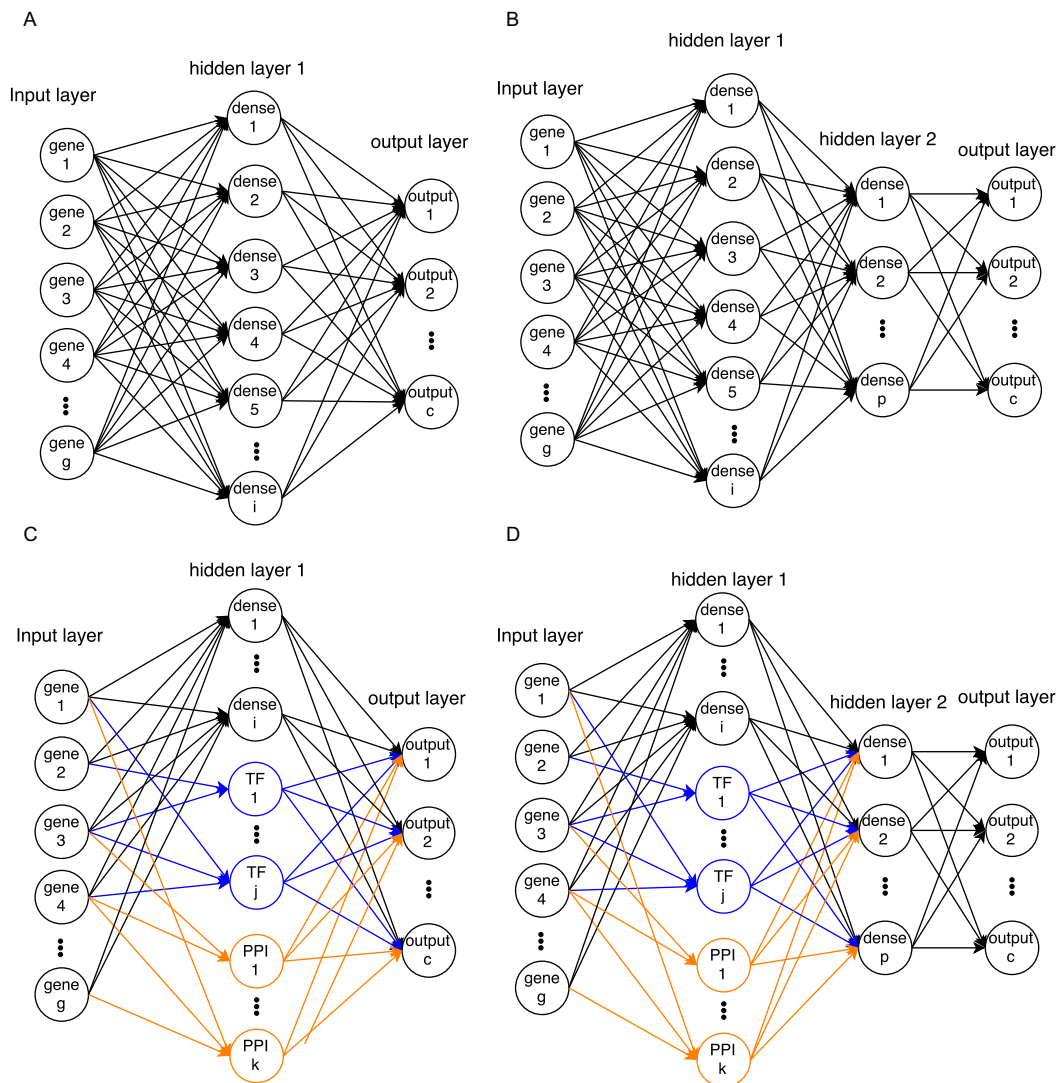 A
hidden layer 1
Input layer
output layer
gene
1
gene
2
gene
3
gene
4
gene
g
dense
1
dense
2
dense
3
dense
4
dense
5
dense
i
output
1
output
2
output
c
B
hidden layer 1
Input layer
hidden layer 2
output layer
gene
1
gene
2
gene
3
gene
4
gene
g
dense
1
dense
2
dense
3
dense
4
dense
5
dense
i
dense
1
dense
2
dense
p
output
1
output
2
output
c
C
hidden layer 1
Input layer
output layer
gene
1
gene
2
gene
3
gene
4
gene
g
dense
1
dense
i
TF
1
TF
j
PPI
1
PPI
k
output
1
output
2
output
c
D
hidden layer 1
Input layer
hidden layer 2
output layer
gene
1
gene
2
gene
3
gene
4
gene
g
dense
1
dense
i
TF
1
TF
j
PPI
1
PPI
k
dense
1
dense
2
dense
p
output
1
output
2
output
c